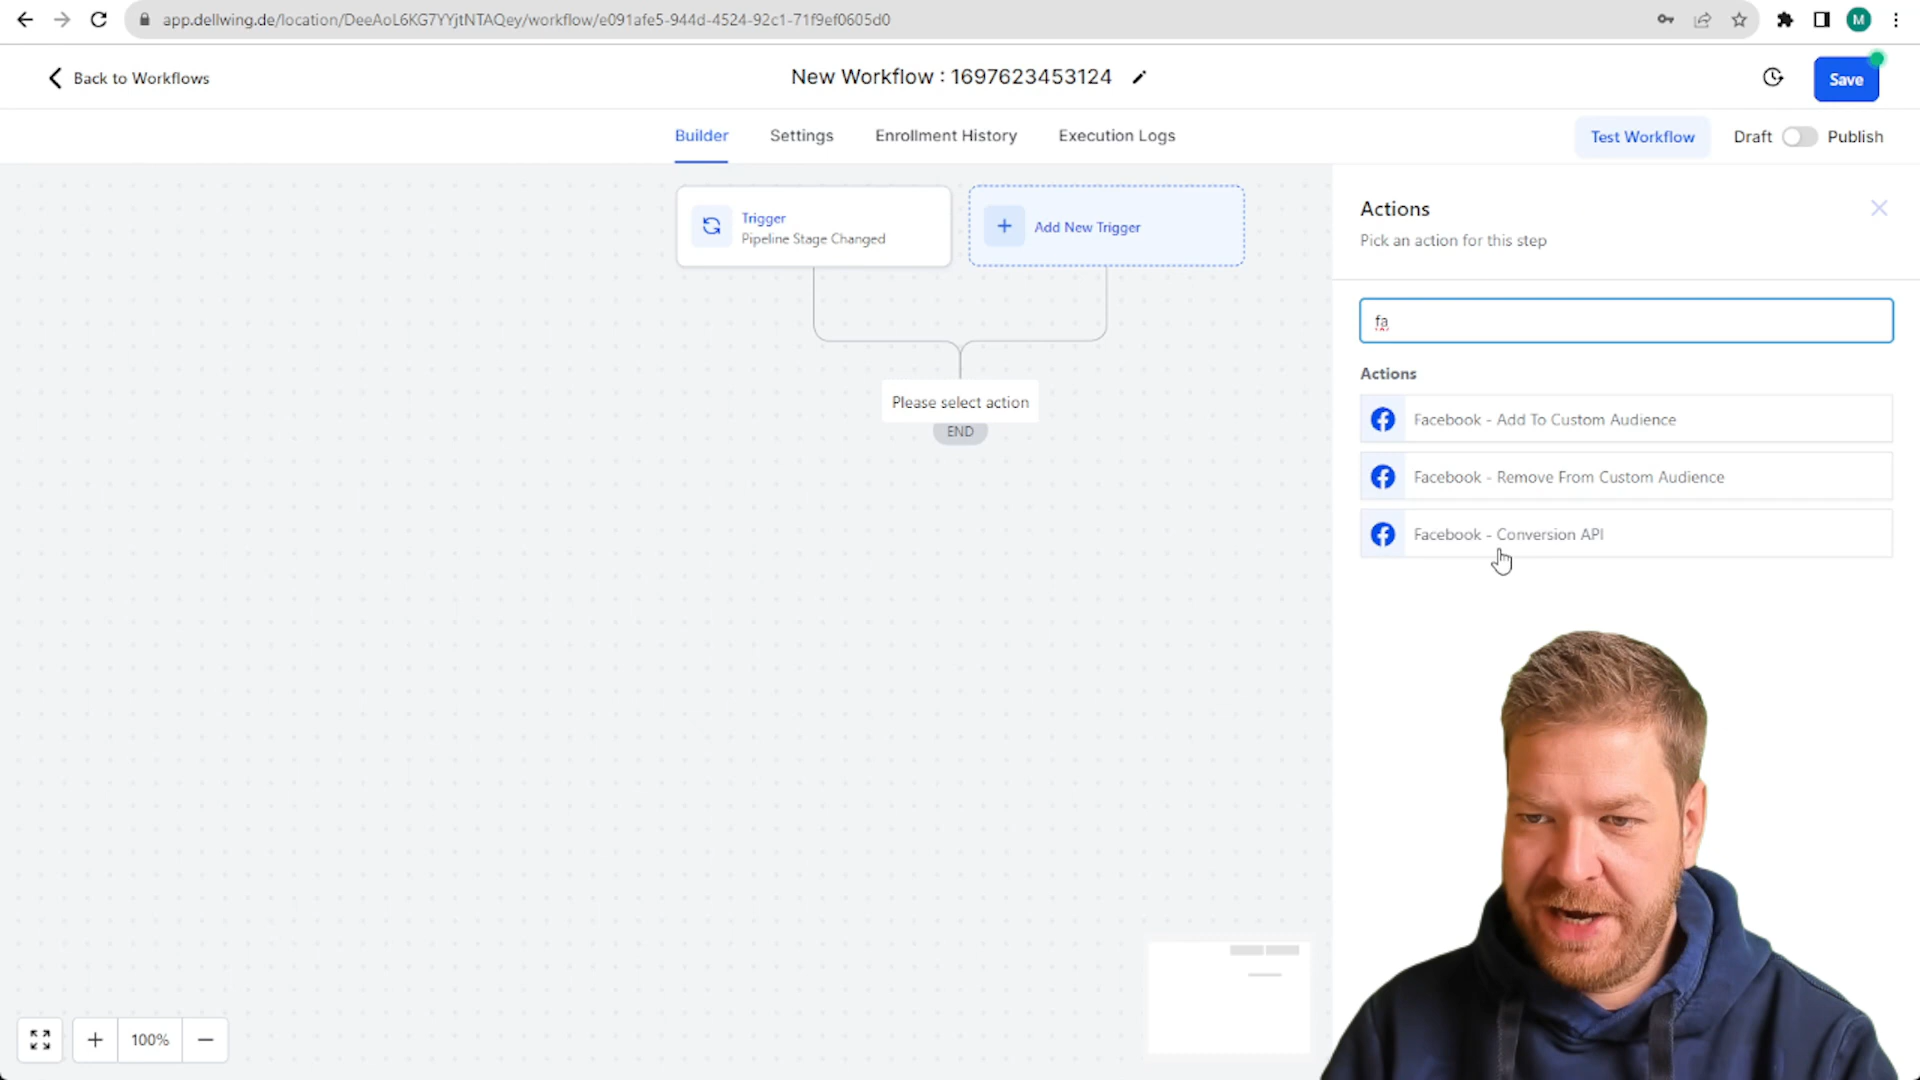 app.dellwing.de/location/DeeAoL6KG7YYjtNTAQey/workflow/e091afe5-944d-4524-92c1-71f9ef0605d0
M
Back to Workflows
New Workflow : 1697623453124
Save
Builder
Settings
Enrollment History
Execution Logs
Test Workflow
Draft
Publish
Trigger
Pipeline Stage Changed
Add New Trigger
Please select action
END
Actions
Pick an action for this step
fa
Actions
Facebook - Add To Custom Audience
Facebook - Remove From Custom Audience
Facebook - Conversion API
100%